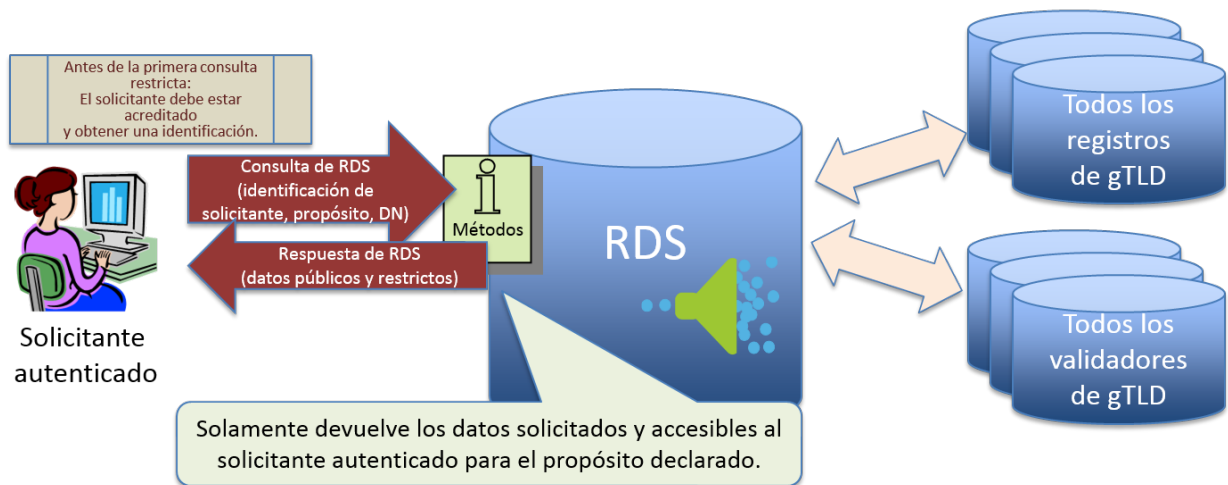 Antes de la primera consulta
restricta:
El solicitante debe estar
acreditado
y obtener una identificación.
Consulta de RDS
(identificación de
solicitante, propósito, DN)
Métodos
Respuesta de RDS
(datos públicos y restrictos)
Solicitante
autenticado
RDS
Todos los
registros
de gTLD
Todos los
validadores
de gTLD
Solamente devuelve los datos solicitados y accesibles al
solicitante autenticado para el propósito declarado.